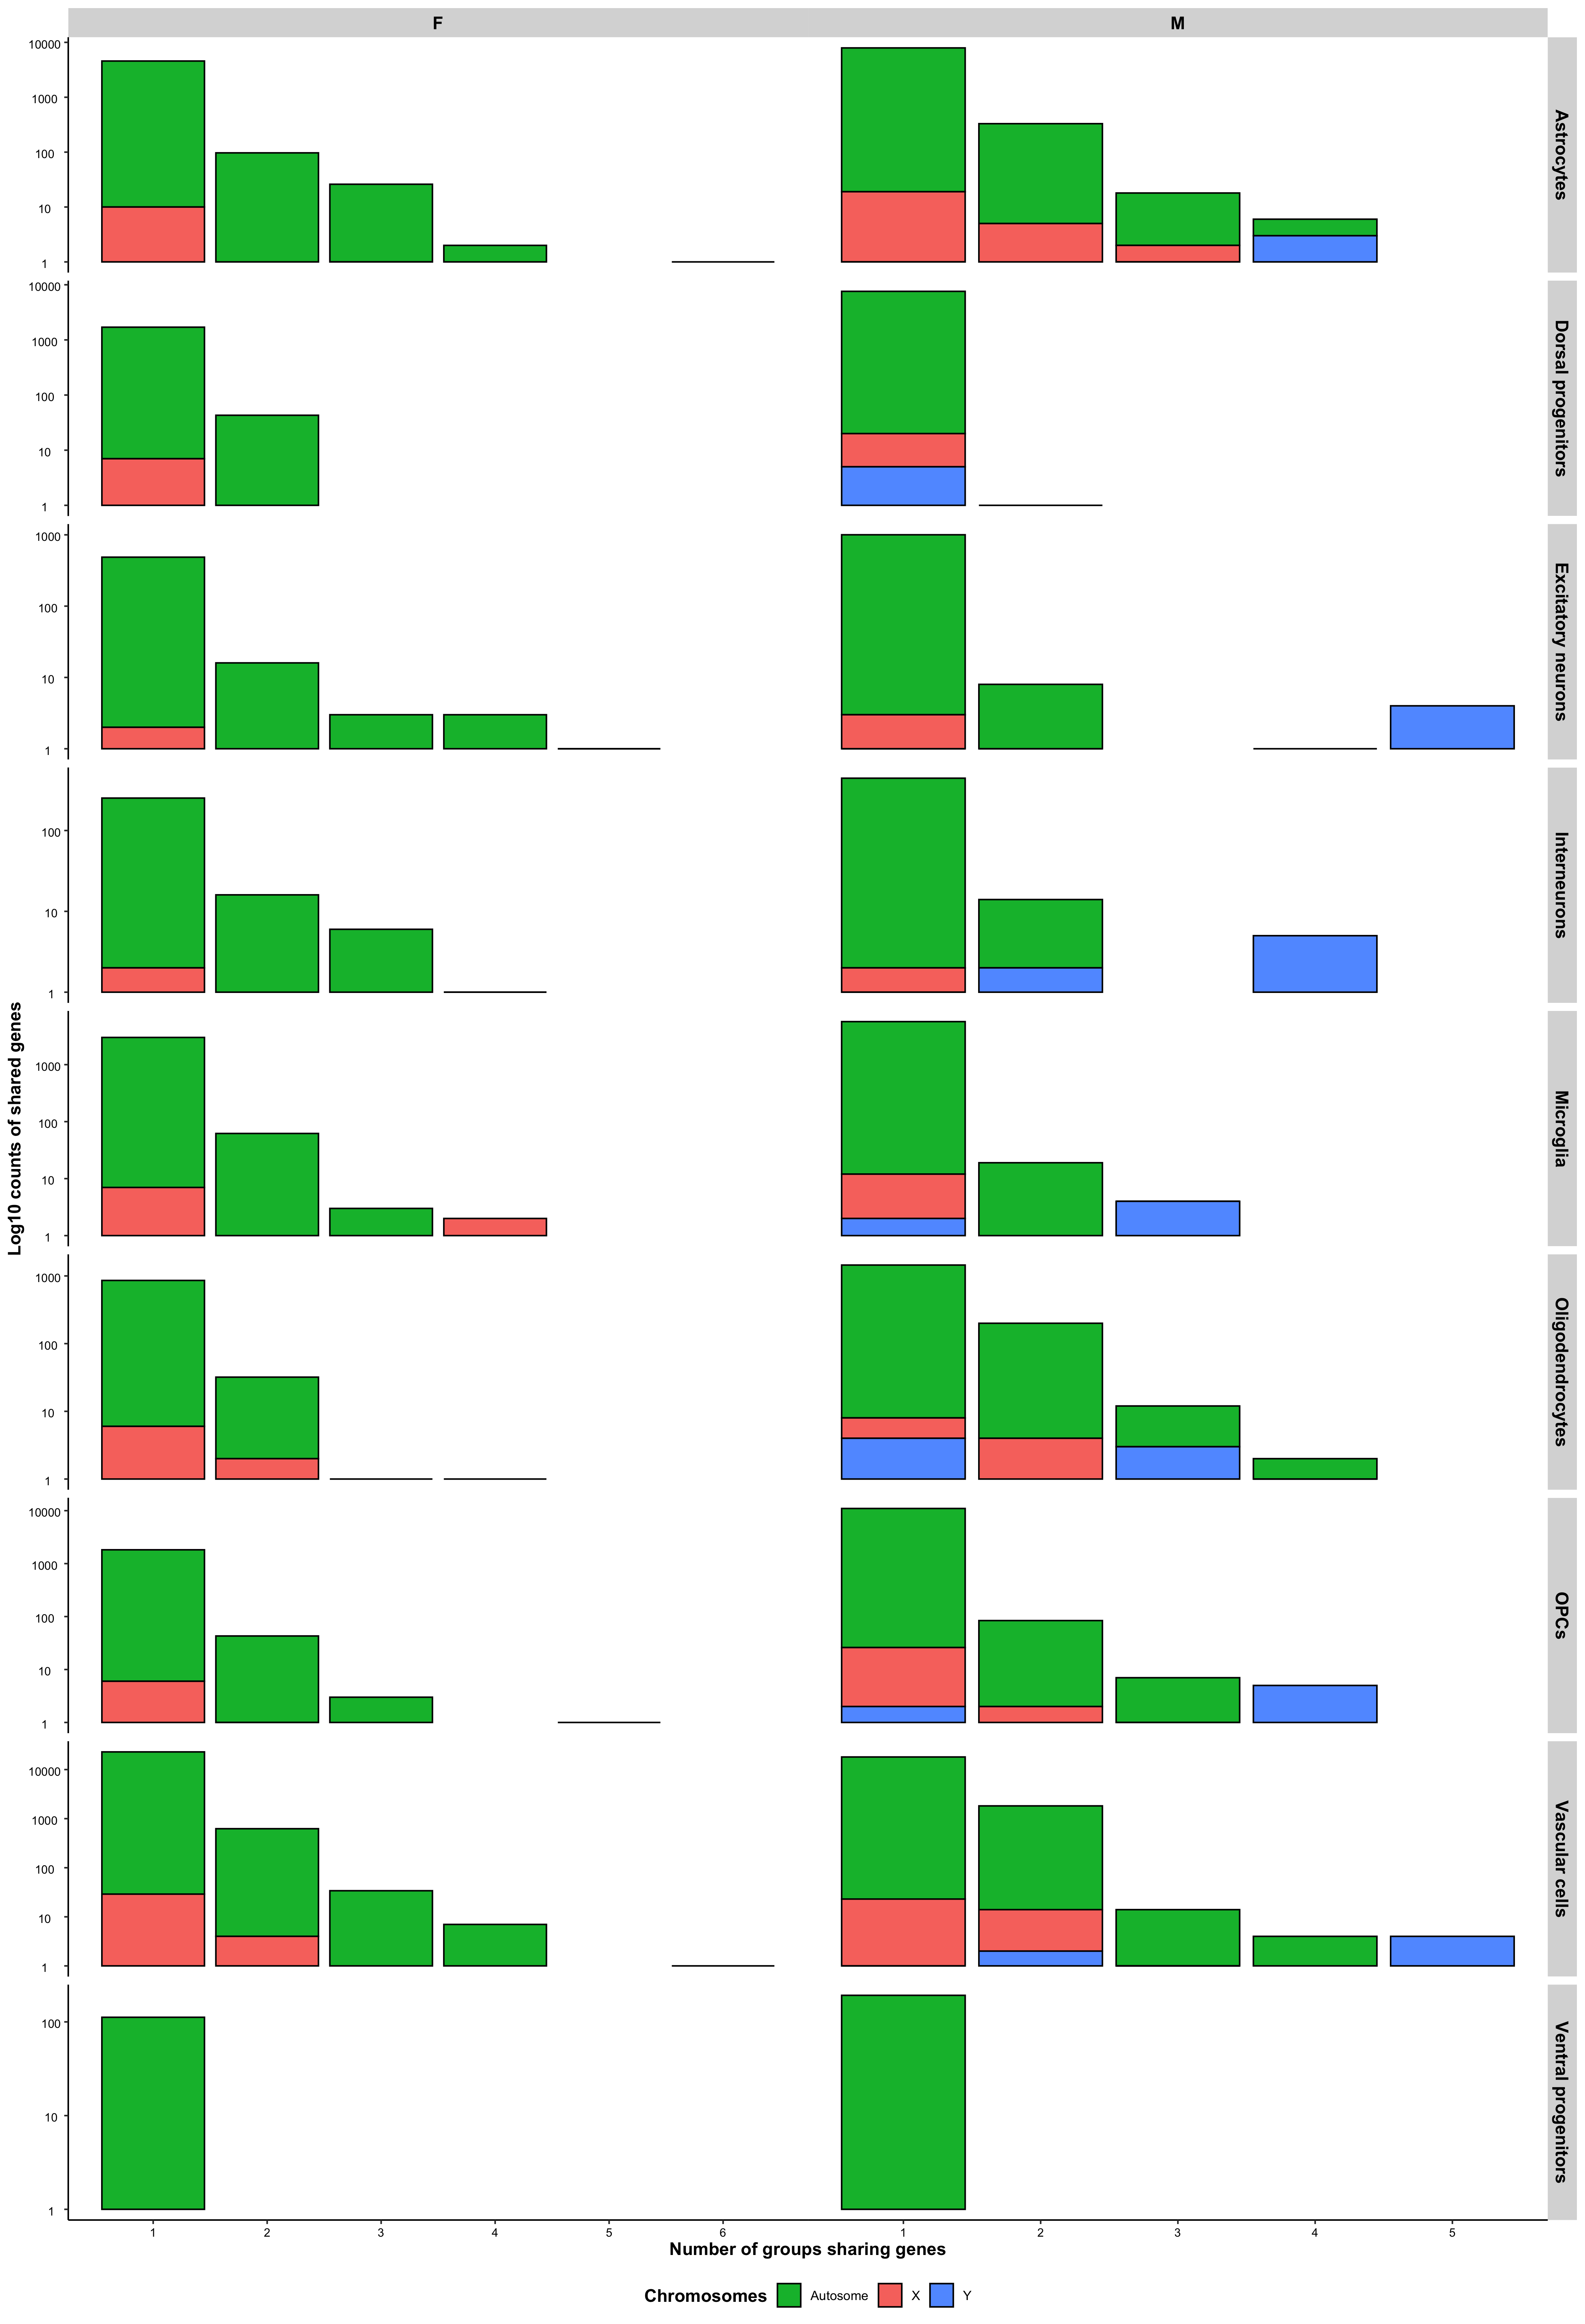 F M
10000
1000
100
10
1
Astrocytes
10000
1000
100
10
1
Dorsal progenitors
1000
100
10
1
Excitatory neurons
100
10
1
Interneurons
1000
100
10
1
Microglia
1000
100
10
1
Oligodendrocytes
10000
1000
100
10
1
OPCs
10000
1000
100
10
1
Vascular cells
100
10
1
Ventral progenitors
Log10 counts of shared genes
1 2 3 4 5 6 1 2 3 4 5
Number of groups sharing genes
Chromosomes Autosome X Y